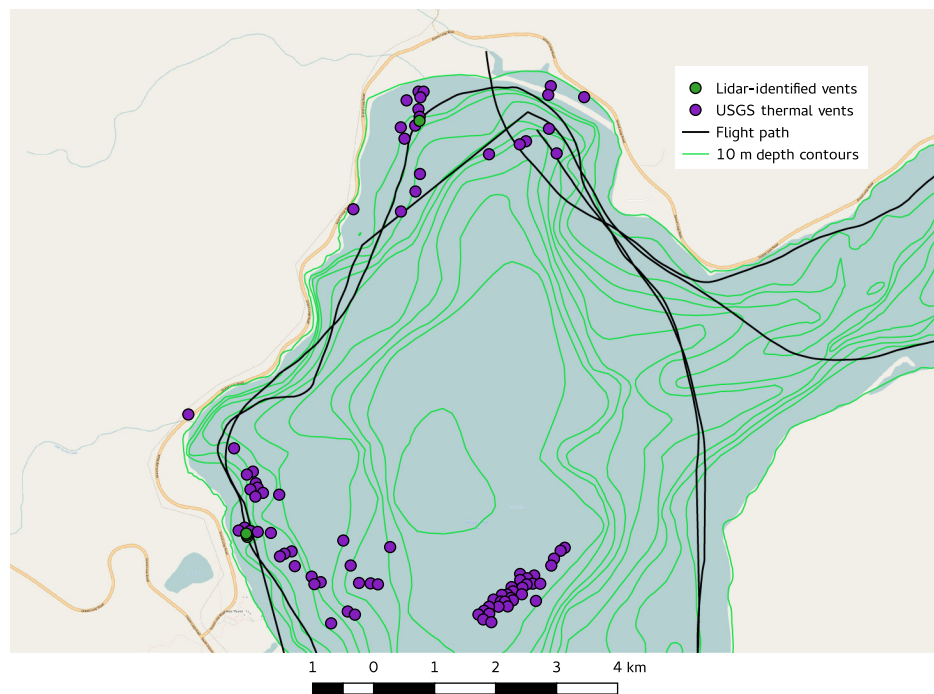 Lidar-identified vents
USGS thermal vents
Flight path
10 m depth contours
1 0 1 2 3 4 km